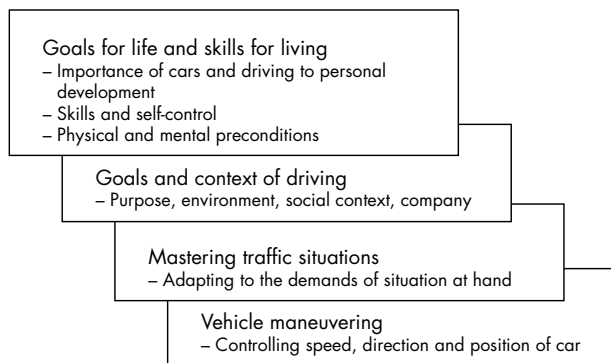 Goals for life and skills for living
– Importance of cars and driving to personal
development
– Skills and self-control
– Physical and mental preconditions
Goals and context of driving
– Purpose, environment, social context, company
Mastering traffic situations
– Adapting to the demands of situation at hand
Vehicle maneuvering
– Controlling speed, direction and position of car